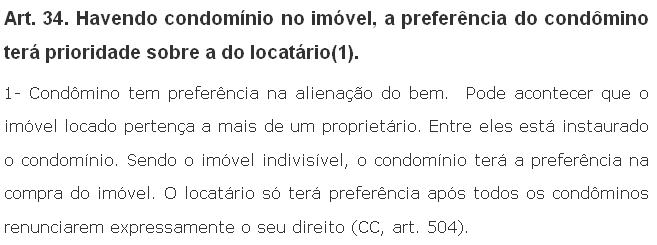 Art. 34. Havendo condomínio no imóvel, a preferência do condômino
terá prioridade sobre a do locatário(1).
1- Condômino tem preferência na alienação do bem. Pode acontecer que o
imóvel locado pertença a mais de um proprietário. Entre eles está instaurado
o condomínio. Sendo o imóvel indivisível, o condomínio terá a preferência na
compra do imóvel. O locatário só terá preferência após todos os condôminos
renunciarem expressamente o seu direito (CC, art. 504).